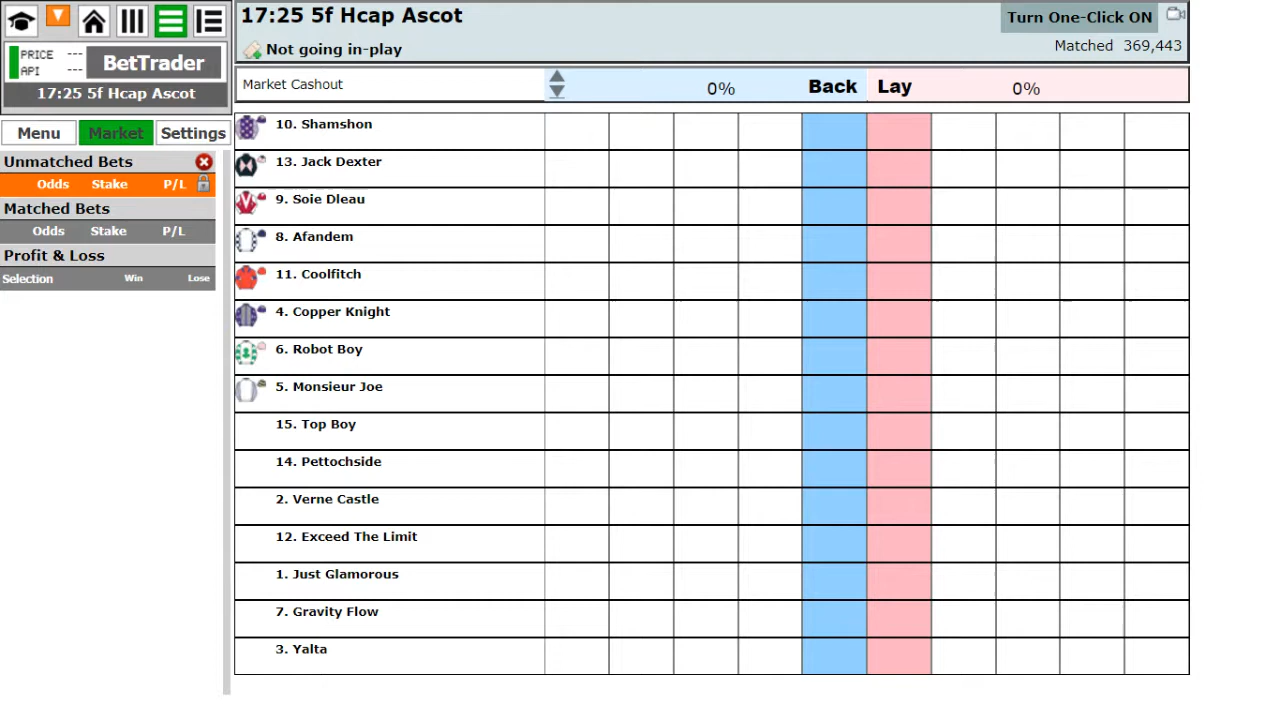 17:25 5f Hcap Ascot
Turn One-Click ON
Not going in-play
Matched 369,443
PRICE ---
API ---
BetTrader
17:25 5f Hcap Ascot
Market Cashout
0%
Back
Lay
0%
Menu
Market
Settings
Unmatched Bets
Odds Stake P/L
Matched Bets
Odds Stake P/L
Profit & Loss
Selection Win Lose
10. Shamshon
13. Jack Dexter
9. Soie Dleau
8. Afandem
11. Coolfitch
4. Copper Knight
6. Robot Boy
5. Monsieur Joe
15. Top Boy
14. Pettochside
2. Verne Castle
12. Exceed The Limit
1. Just Glamorous
7. Gravity Flow
3. Yalta